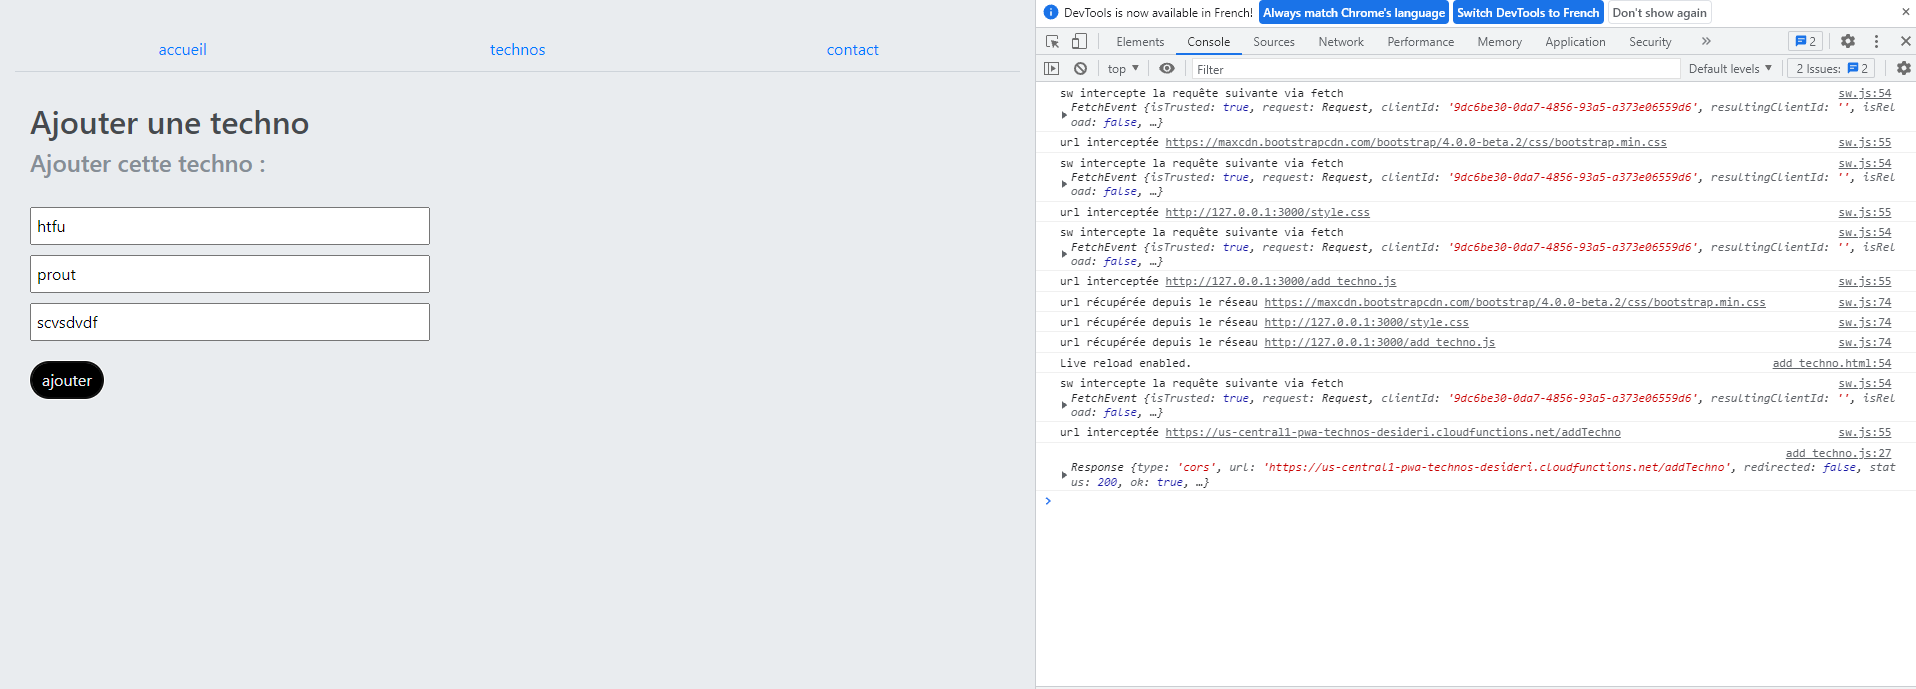 accueil technos contact
Ajouter une techno
Ajouter cette techno :
htfu
prout
scvsdvdf
ajouter
DevTools is now available in French! Always match Chrome's language Switch DevTools to French Don't show again
Elements Console Sources Network Performance Memory Application Security 2
top Filter Default levels 2 Issues: 2
sw intercepte la requête suivante via fetch sw.js:54
FetchEvent {isTrusted: true, request: Request, clientId: '9dc6be30-0da7-4856-93a5-a373e06559d6', resultingClientId: '', isRel
oad: false, …}
url interceptée https://maxcdn.bootstrapcdn.com/bootstrap/4.0.0-beta.2/css/bootstrap.min.css sw.js:55
sw intercepte la requête suivante via fetch sw.js:54
FetchEvent {isTrusted: true, request: Request, clientId: '9dc6be30-0da7-4856-93a5-a373e06559d6', resultingClientId: '', isRel
oad: false, …}
url interceptée http://127.0.0.1:3000/style.css sw.js:55
sw intercepte la requête suivante via fetch sw.js:54
FetchEvent {isTrusted: true, request: Request, clientId: '9dc6be30-0da7-4856-93a5-a373e06559d6', resultingClientId: '', isRel
oad: false, …}
url interceptée http://127.0.0.1:3000/add_techno.js sw.js:55
url récupérée depuis le réseau https://maxcdn.bootstrapcdn.com/bootstrap/4.0.0-beta.2/css/bootstrap.min.css sw.js:74
url récupérée depuis le réseau http://127.0.0.1:3000/style.css sw.js:74
url récupérée depuis le réseau http://127.0.0.1:3000/add_techno.js sw.js:74
Live reload enabled. add_techno.html:54
sw intercepte la requête suivante via fetch sw.js:54
FetchEvent {isTrusted: true, request: Request, clientId: '9dc6be30-0da7-4856-93a5-a373e06559d6', resultingClientId: '', isRel
oad: false, …}
url interceptée https://us-central1-pwa-technos-desideri.cloudfunctions.net/addTechno sw.js:55
add_techno.js:27
Response {type: 'cors', url: 'https://us-central1-pwa-technos-desideri.cloudfunctions.net/addTechno', redirected: false, stat
us: 200, ok: true, …}